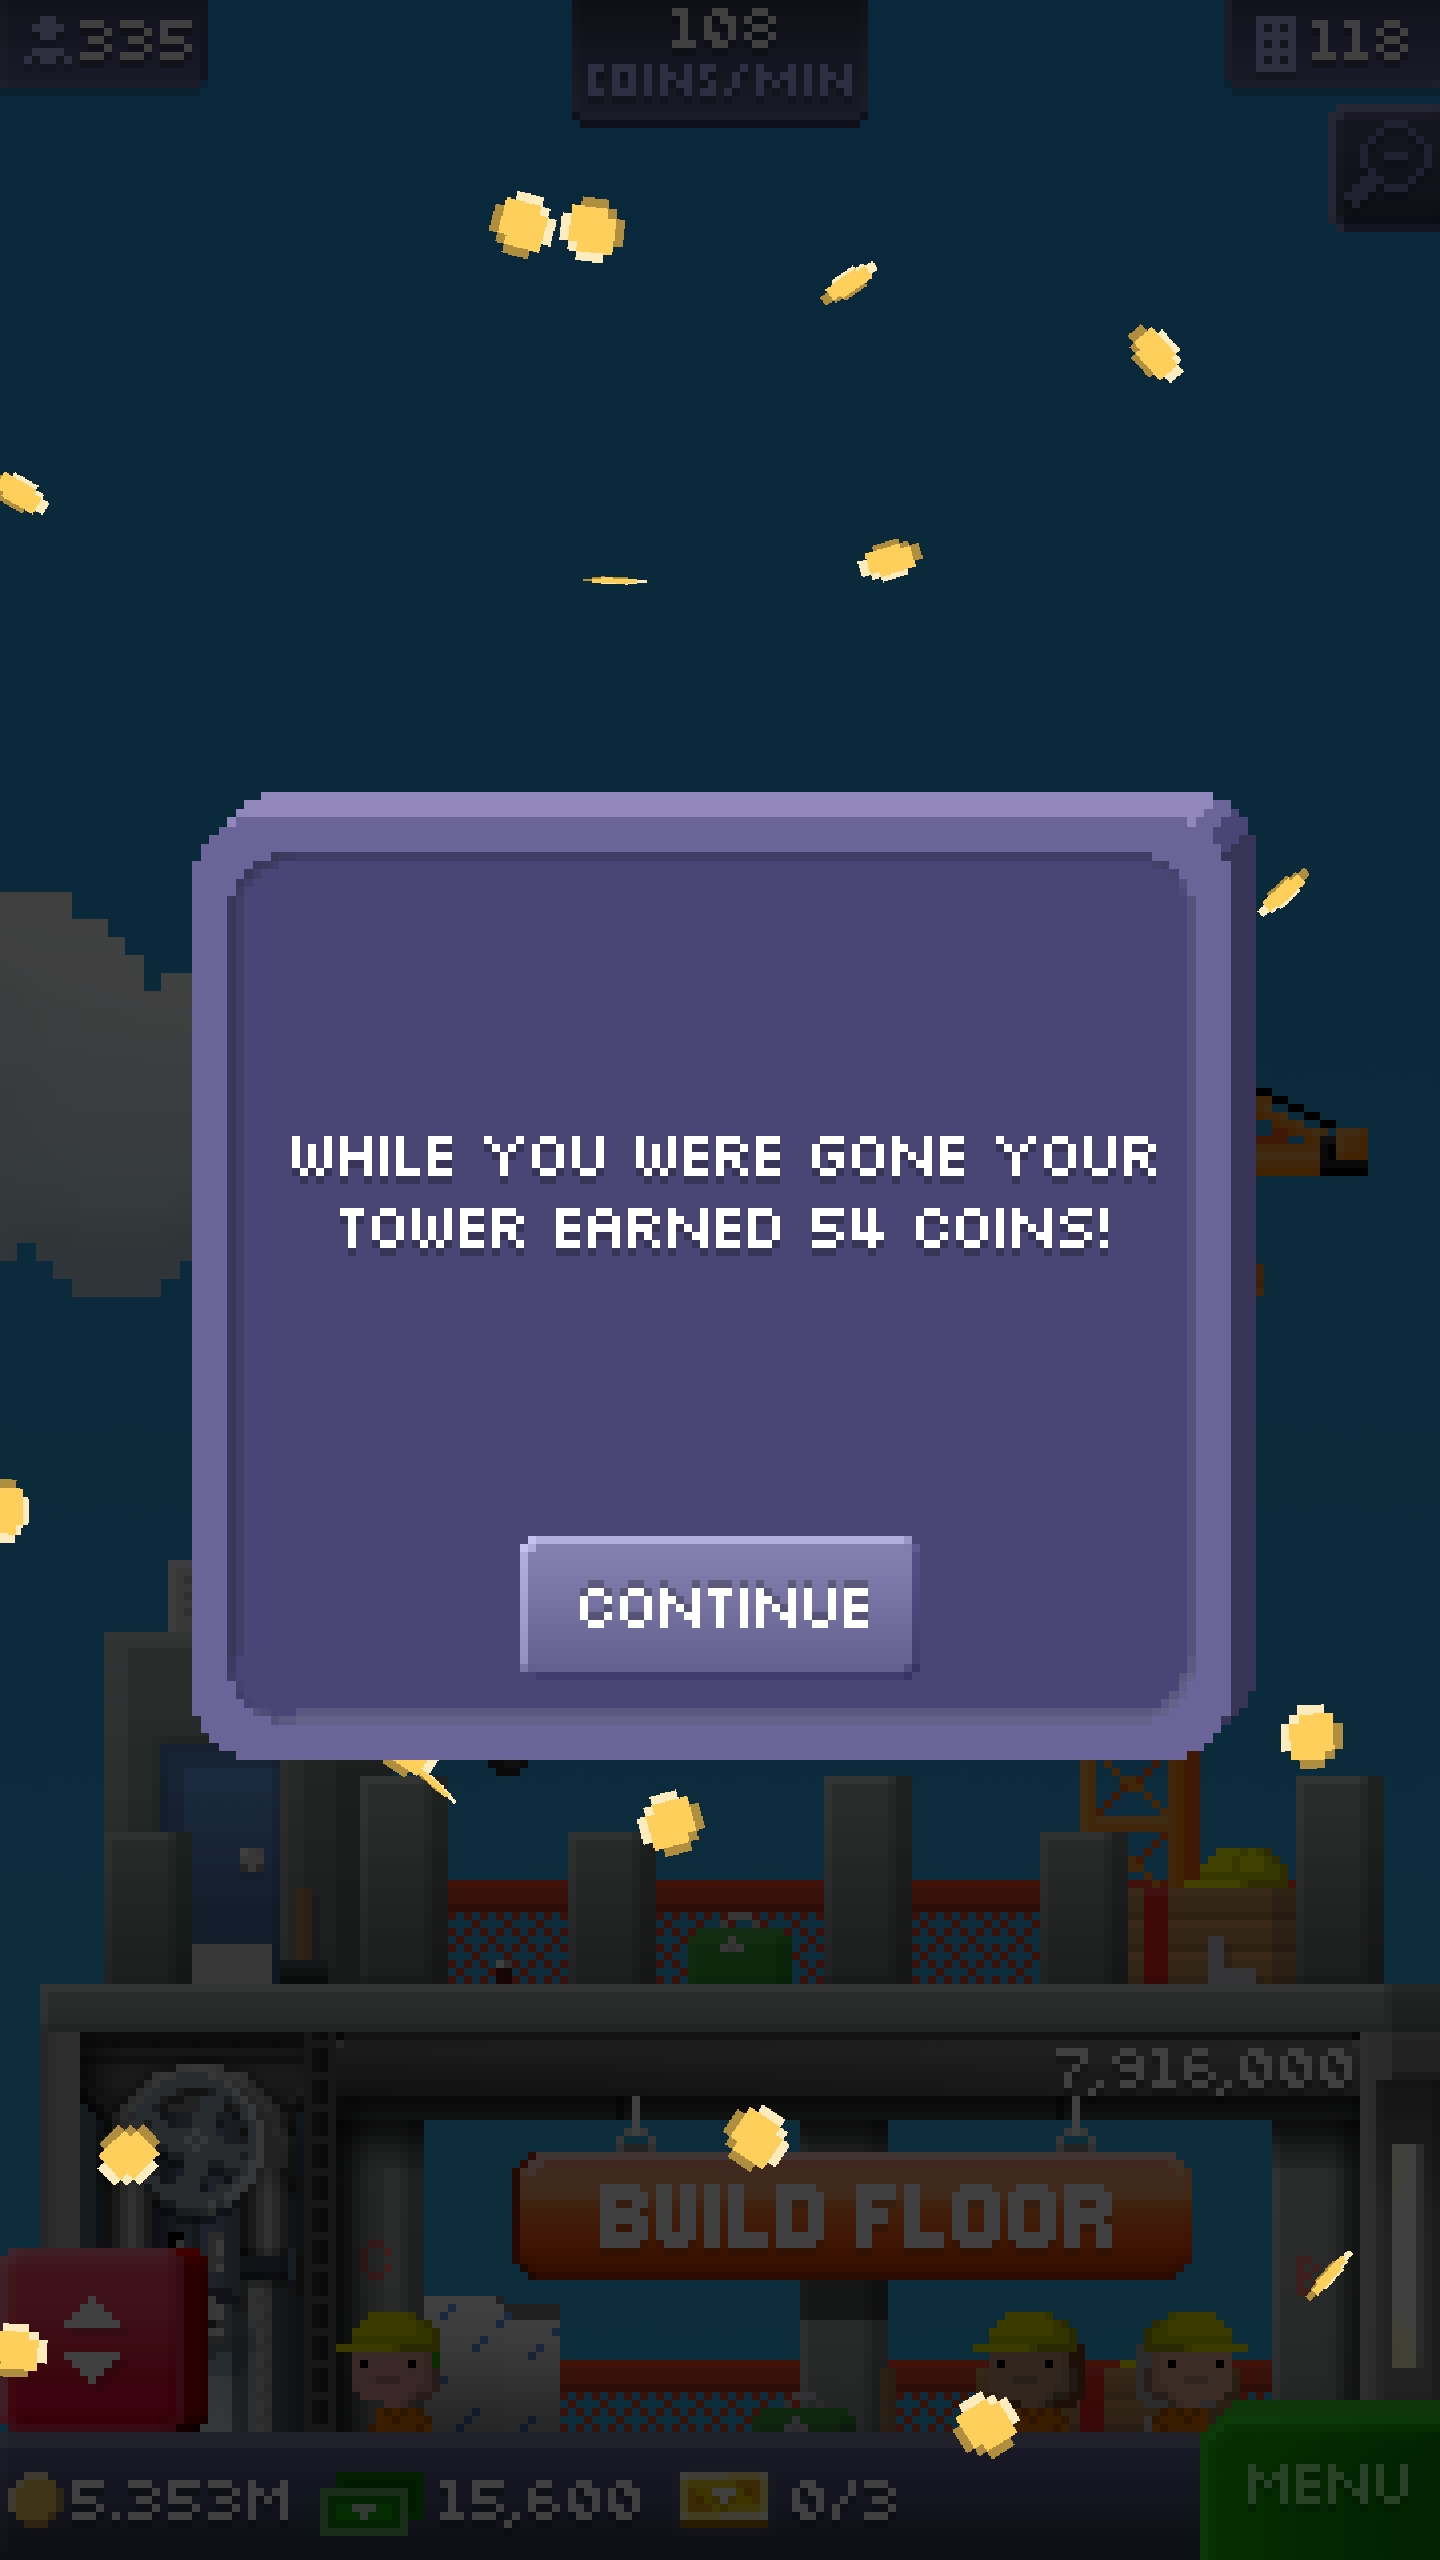 335
108
COINS/MIN
118
WHILE YOU WERE GONE YOUR
TOWER EARNED 54 COINS!
CONTINUE
7,916,000
BUILD FLOOR
5.353M
15,600
0/3
MENU